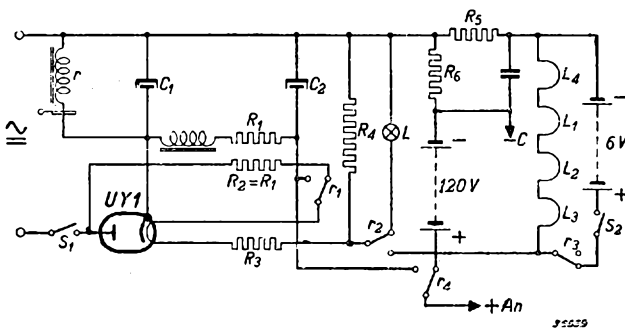 r
C₁
C₂
R₁
R₂=R₁
r₁
R₄
L
r₂
R₅
R₆
-C
L₄
L₁
L₂
L₃
-
6V
+
S₂
r₃
-
120V
+
≂
UY1
S₁
R₃
r₄
+An